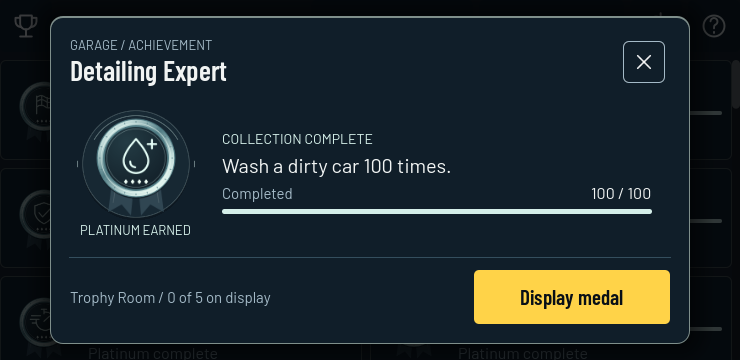 GARAGE / ACHIEVEMENT
Detailing Expert
COLLECTION COMPLETE
Wash a dirty car 100 times.
Completed 100 / 100
PLATINUM EARNED
Trophy Room / 0 of 5 on display
Display medal
Platinum complete Platinum complete